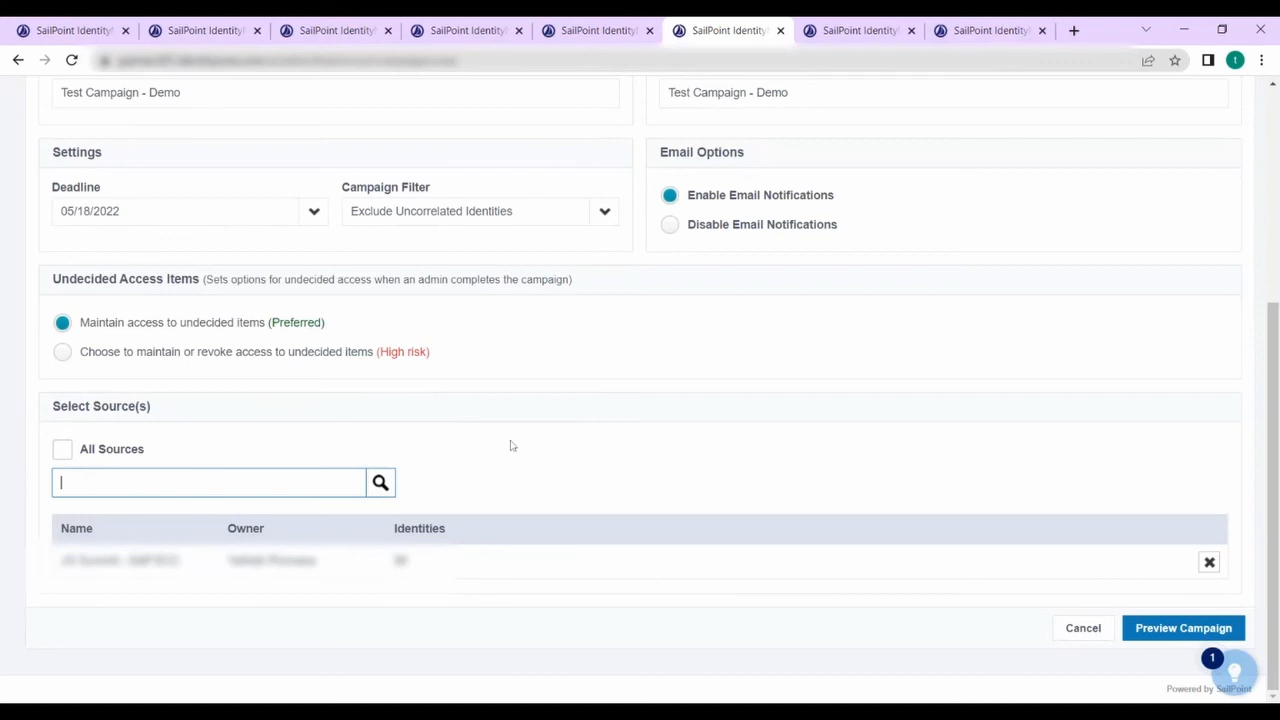 SailPoint Identity SailPoint Identity SailPoint Identity SailPoint Identity SailPoint Identity SailPoint Identity SailPoint Identity SailPoint Identity
t
Test Campaign - Demo Test Campaign - Demo
Settings Email Options
Deadline Campaign Filter Enable Email Notifications
05/18/2022 Exclude Uncorrelated Identities
Disable Email Notifications
Undecided Access Items (Sets options for undecided access when an admin completes the campaign)
Maintain access to undecided items (Preferred)
Choose to maintain or revoke access to undecided items (High risk)
Select Source(s)
All Sources
Name Owner Identities
Cancel Preview Campaign
1
Powered by SailPoint